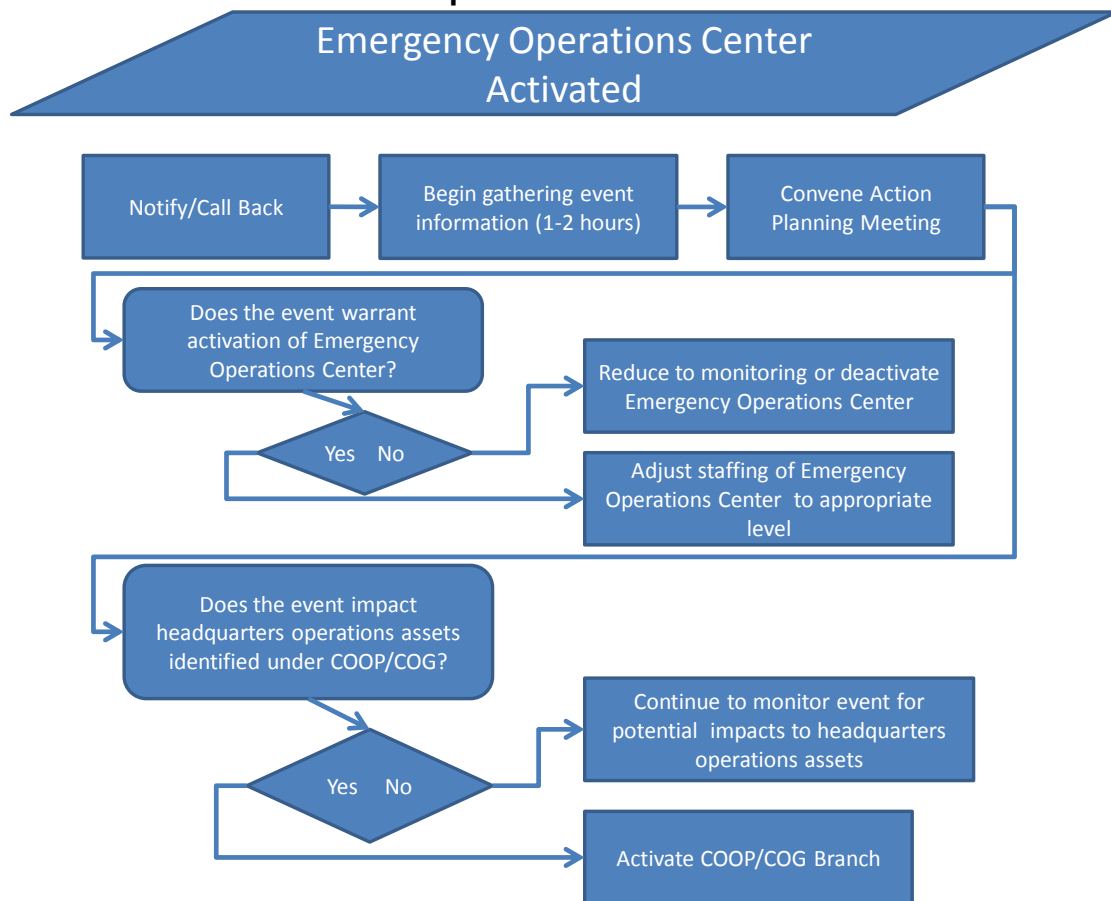 Emergency Operations Center
Activated
Notify/Call Back
Begin gathering event
information (1-2 hours)
Convene Action
Planning Meeting
Does the event warrant
activation of Emergency
Operations Center?
Yes No
Reduce to monitoring or deactivate
Emergency Operations Center
Adjust staffing of Emergency
Operations Center to appropriate
level
Does the event impact
headquarters operations assets
identified under COOP/COG?
Yes No
Continue to monitor event for
potential impacts to headquarters
operations assets
Activate COOP/COG Branch